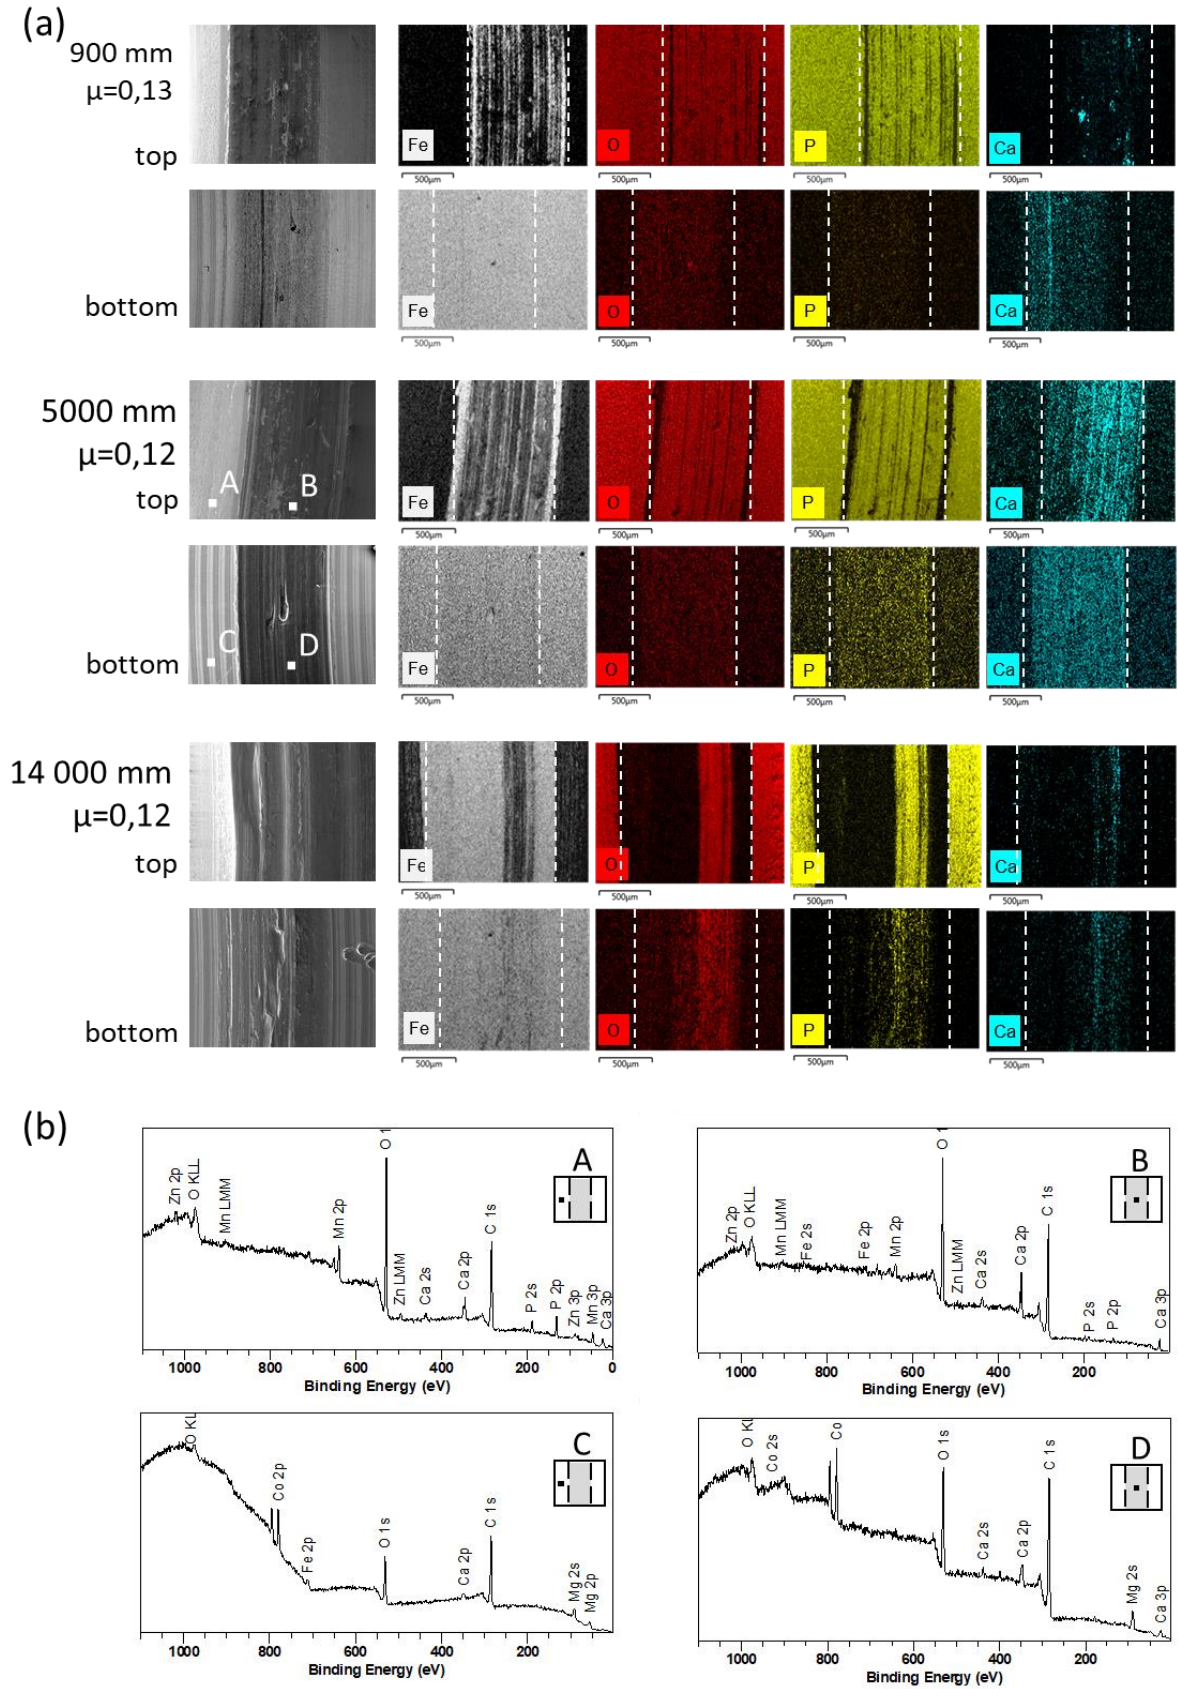 (a)
900 mm
μ=0,13
top
Fe
O
P
Ca
500μm
500μm
500μm
500μm
bottom
Fe
O
P
Ca
500μm
500μm
500μm
500μm
5000 mm
μ=0,12
top
A
B
Fe
O
P
Ca
500μm
500μm
500μm
500μm
bottom
C
D
Fe
O
P
Ca
500μm
500μm
500μm
500μm
14 000 mm
μ=0,12
top
Fe
O
P
Ca
500μm
500μm
500μm
500μm
bottom
Fe
O
P
Ca
500μm
500μm
500μm
500μm
(b)
A
Zn 2p
O KLL
Mn LMM
Mn 2p
O 1
Zn LMM
Ca 2s
Ca 2p
C 1s
P 2s
P 2p
Zn 3p
Mn 3p
Ca 3p
1000 800 600 400 200 0
Binding Energy (eV)
B
Zn 2p
O KLL
Mn LMM
Fe 2s
Fe 2p
Mn 2p
O 1
Zn LMM
Ca 2s
Ca 2p
C 1s
P 2s
P 2p
Ca 3p
1000 800 600 400 200
Binding Energy (eV)
C
O KL
Co 2p
Fe 2p
O 1s
Ca 2p
C 1s
Mg 2s
Mg 2p
1000 800 600 400 200
Binding Energy (eV)
D
O Kl
Co 2s
Co
O 1s
Ca 2s
Ca 2p
C 1s
Mg 2s
Ca 3p
1000 800 600 400 200
Binding Energy (eV)